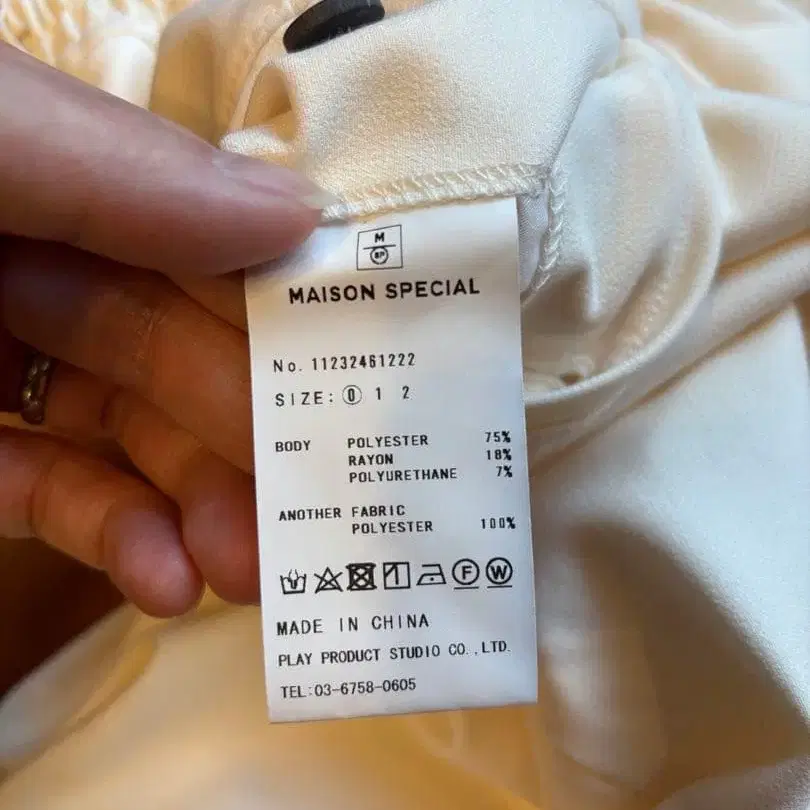 M
SP
MAISON SPECIAL
No. 11232461222
SIZE: 0 1 2
BODY POLYESTER 75%
RAYON 18%
POLYURETHANE 7%
ANOTHER FABRIC
POLYESTER 100%
F W
MADE IN CHINA
PLAY PRODUCT STUDIO CO.,LTD.
TEL:03-6758-0605